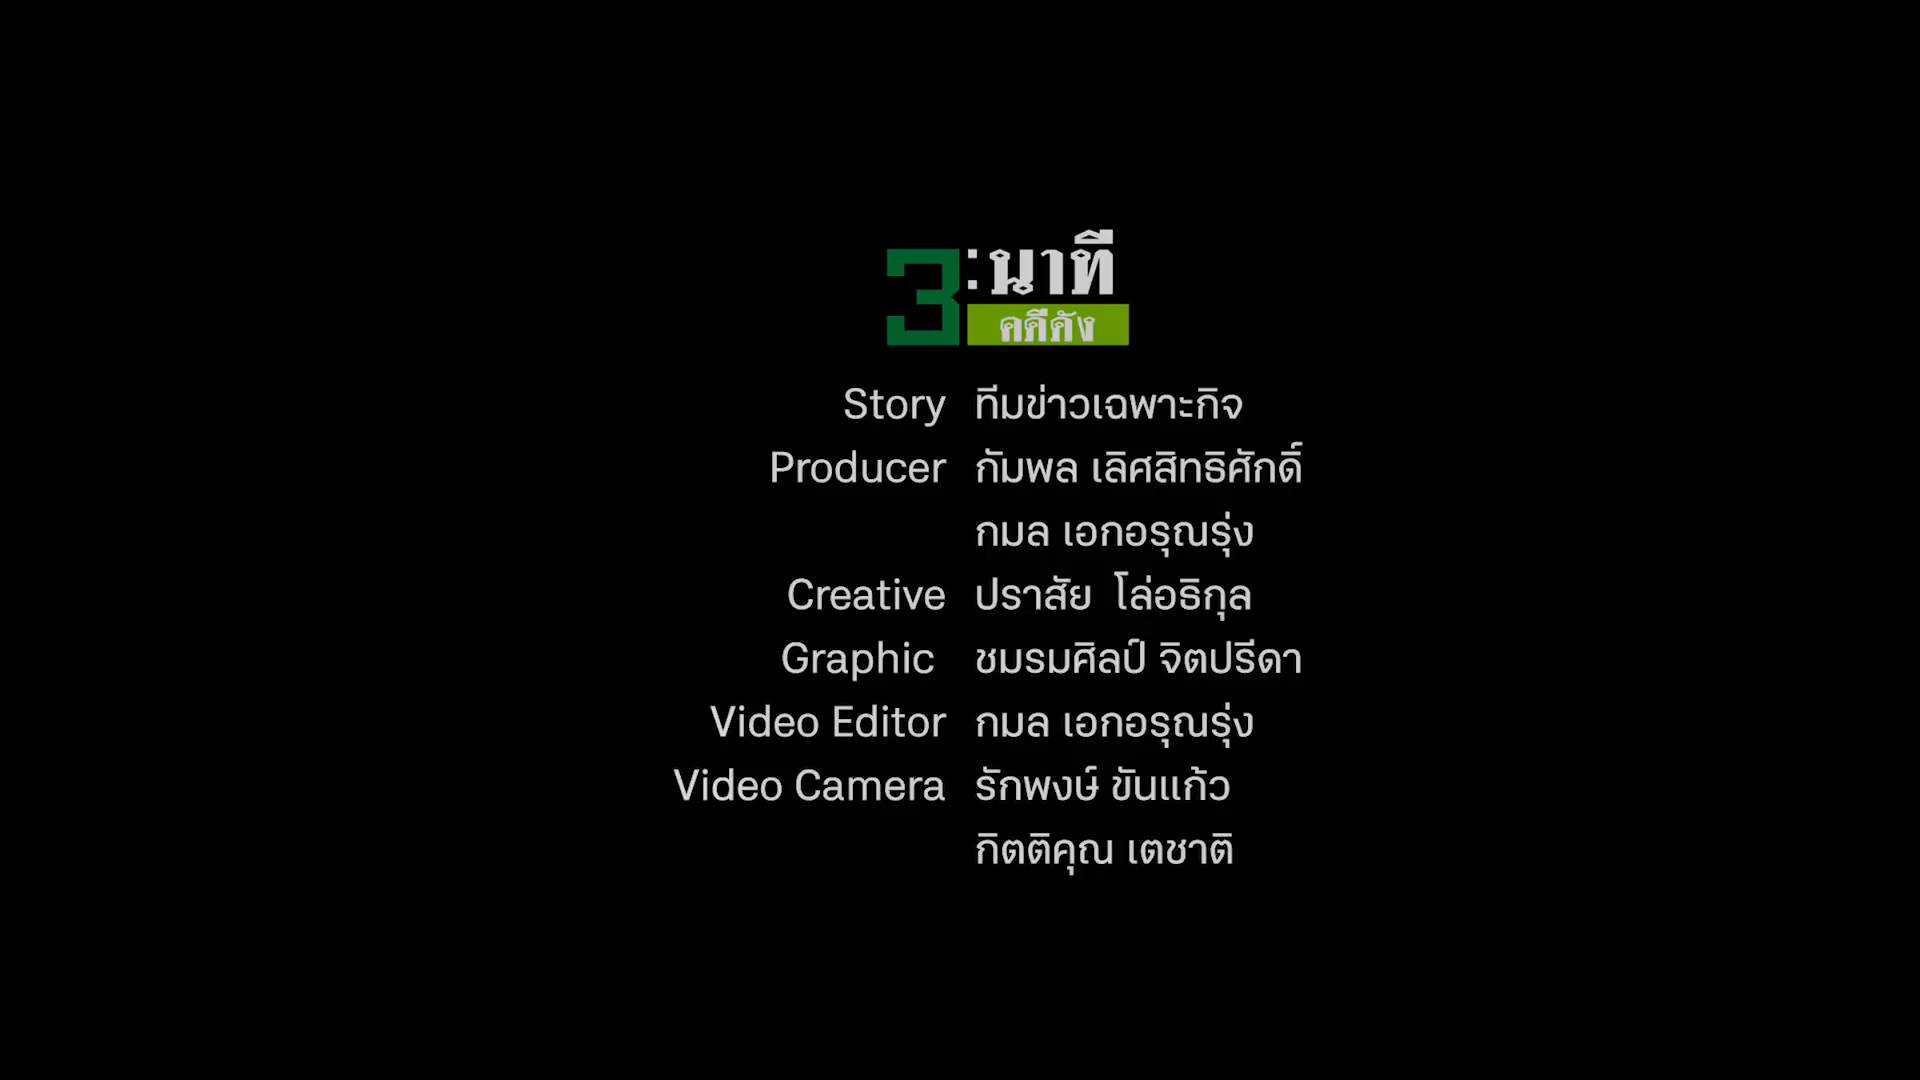 3:นาที
คดีดัง
Story ทีมข่าวเฉพาะกิจ
Producer กัมพล เลิศสิทธิศักดิ์
กมล เอกอรุณรุ่ง
Creative ปราสัย โล่อธิกุล
Graphic ชมรมศิลป์ จิตปรีดา
Video Editor กมล เอกอรุณรุ่ง
Video Camera รักพงษ์ ขันแก้ว
กิตติคุณ เตชาติ